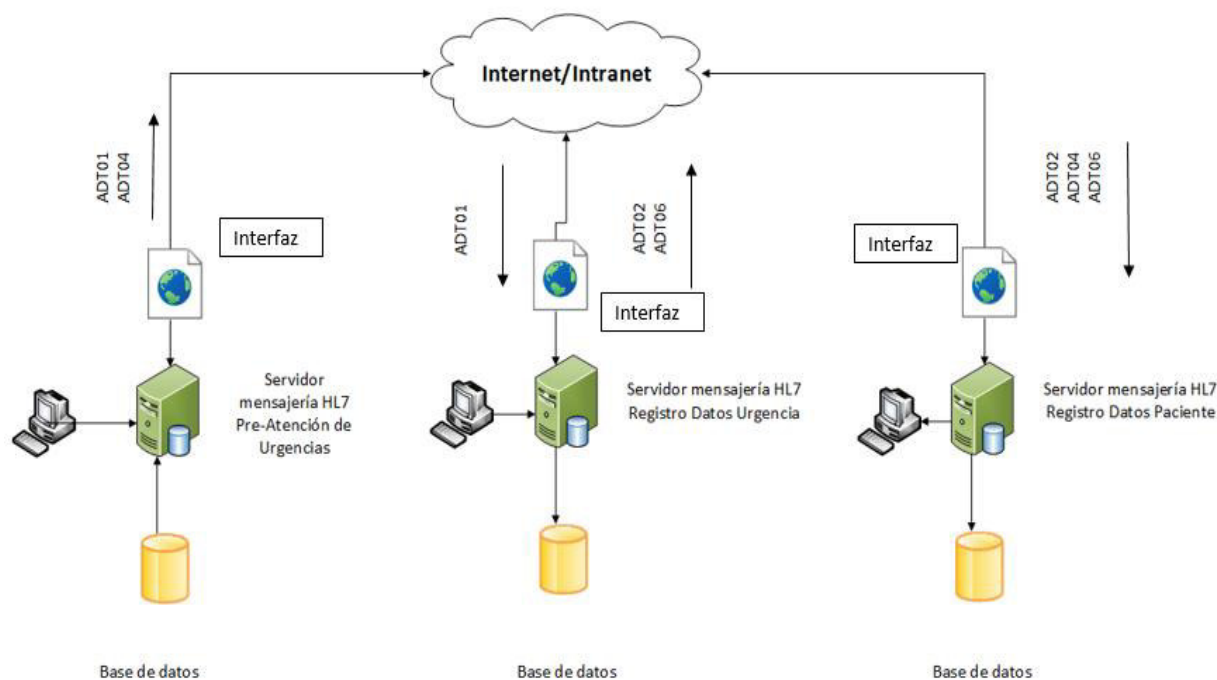 Internet/Intranet
ADT01
ADT04
Interfaz
ADT01
ADT02
ADT06
Interfaz
Interfaz
ADT02
ADT04
ADT06
Servidor
mensajería HL7
Pre-Atención de
Urgencias
Servidor mensajería HL7
Registro Datos Urgencia
Servidor mensajería HL7
Registro Datos Paciente
Base de datos
Base de datos
Base de datos